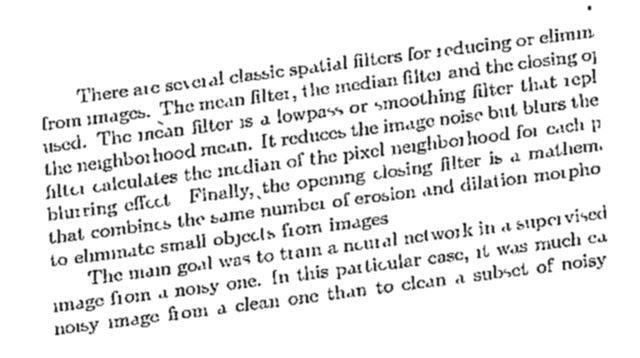 There are several classic spatial filters for reducing or elimin
from images. The mean filter, the median filter and the closing of
used. The mean filter is a lowpass or smoothing filter that repl
the neighborhood mean. It reduces the image noise but blurs the
filter calculates the median of the pixel neighborhood for each p
blurring effect Finally, the opening closing filter is a mathem
that combines the same number of erosion and dilation morpho
to eliminate small objects from images
The main goal was to train a neural network in a supervised
image from a noisy one. In this particular case, it was much ea
noisy image from a clean one than to clean a subset of noisy